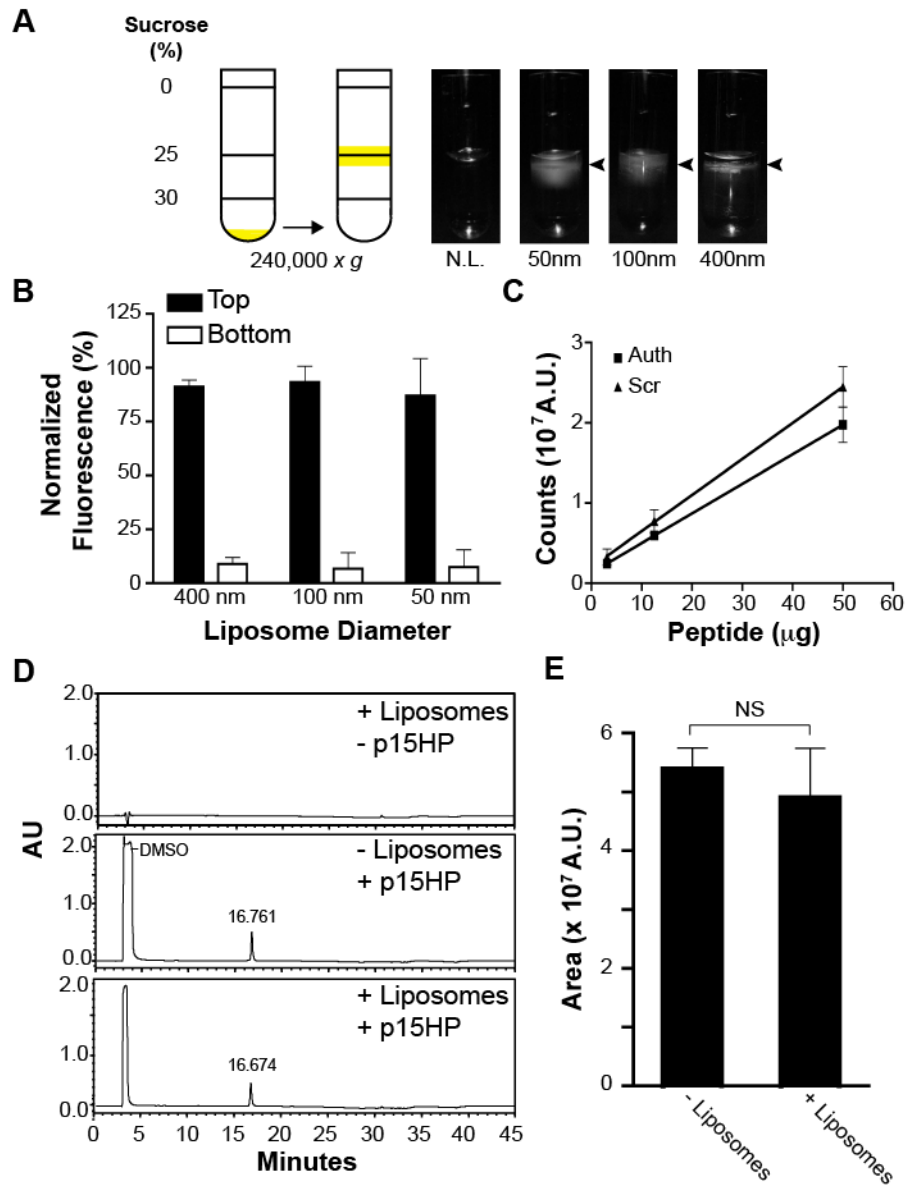 A
Sucrose
(%)
0
25
30
240,000 x g
N.L.
50nm
100nm
400nm
B
Top
Bottom
Normalized
Fluorescence (%)
125
100
75
50
25
0
400 nm
100 nm
50 nm
Liposome Diameter
C
Auth
Scr
Counts (10⁷ A.U.)
3
2
1
0
0 10 20 30 40 50 60
Peptide (μg)
D
AU
2.0
1.0
0.0
+ Liposomes
- p15HP
2.0
1.0
0.0
DMSO
16.761
- Liposomes
+ p15HP
2.0
1.0
0.0
16.674
+ Liposomes
+ p15HP
0 5 10 15 20 25 30 35 40 45
Minutes
E
NS
Area (x 10⁷ A.U.)
6
4
2
0
- Liposomes
+ Liposomes